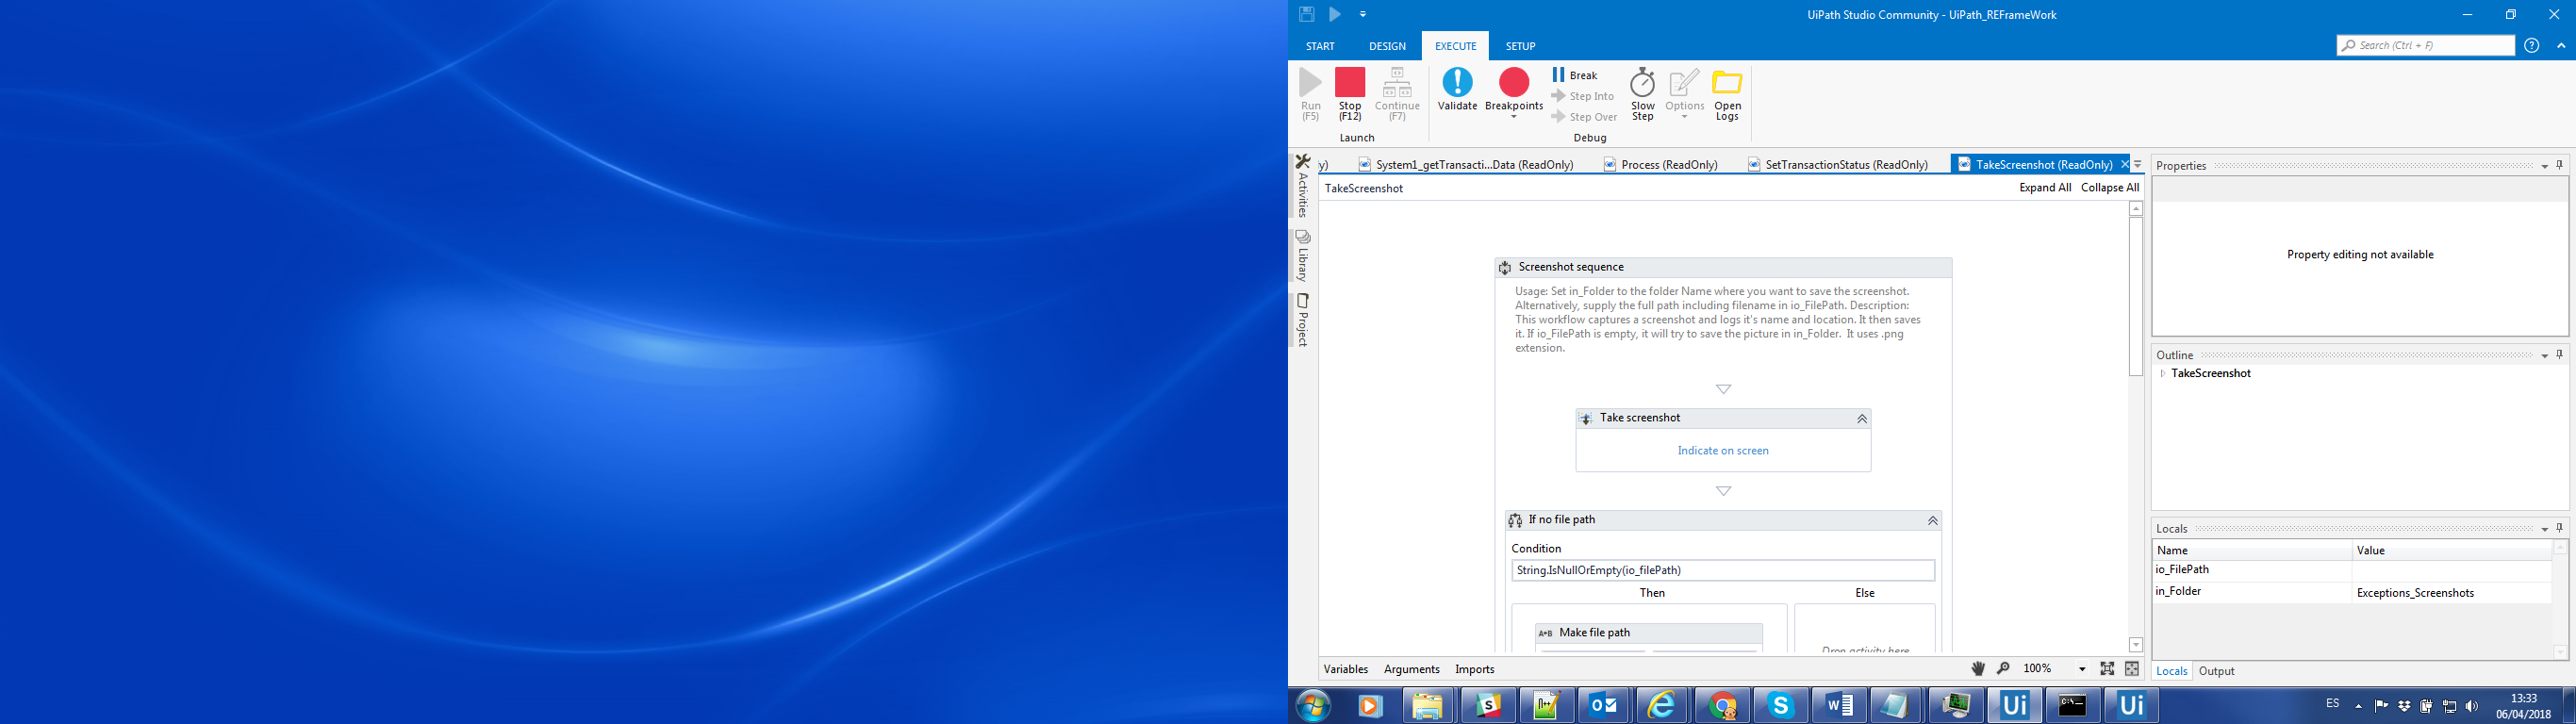 UiPath Studio Community - UiPath_REFrameWork
START DESIGN EXECUTE SETUP
Search (Ctrl + F)
Run (F5)
Stop (F12)
Continue (F7)
Launch
Validate
Breakpoints
Break
Step Into
Step Over
Slow Step
Options
Open Logs
Debug
y) System1_getTransacti...Data (ReadOnly) Process (ReadOnly) SetTransactionStatus (ReadOnly) TakeScreenshot (ReadOnly)
Activities
Library
Project
TakeScreenshot
Expand All Collapse All
Screenshot sequence
Usage: Set in_Folder to the folder Name where you want to save the screenshot.
Alternatively, supply the full path including filename in io_FilePath. Description:
This workflow captures a screenshot and logs it's name and location. It then saves
it. If io_FilePath is empty, it will try to save the picture in in_Folder. It uses .png
extension.
Take screenshot
Indicate on screen
If no file path
Condition
String.IsNullOrEmpty(io_filePath)
Then Else
A+B Make file path
Drop activity here
Variables Arguments Imports
100%
Properties
Property editing not available
Outline
TakeScreenshot
Locals
Name Value
io_FilePath
in_Folder Exceptions_Screenshots
Locals Output
ES
13:33
06/04/2018